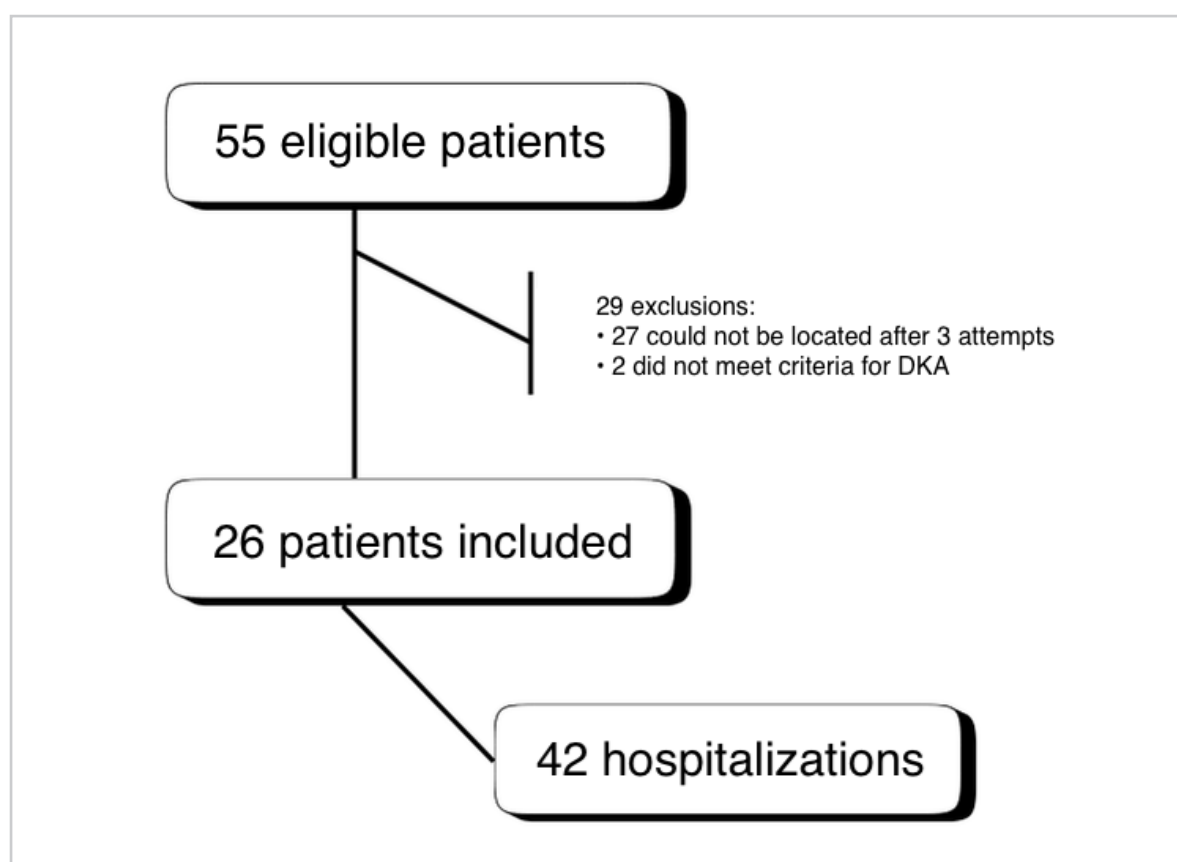 55 eligible patients
29 exclusions:
• 27 could not be located after 3 attempts
• 2 did not meet criteria for DKA
26 patients included
42 hospitalizations